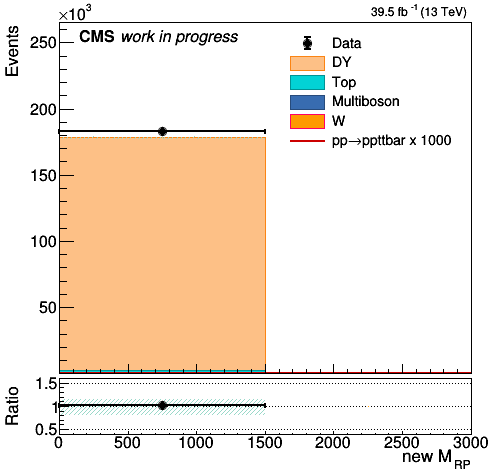 ×10³
39.5 fb⁻¹ (13 TeV)
Events
CMS work in progress
Data
DY
Top
Multiboson
W
pp→ppttbar x 1000
250
200
150
100
50
Ratio
1.5
1
0.5
0 500 1000 1500 2000 2500 3000
new M_RP